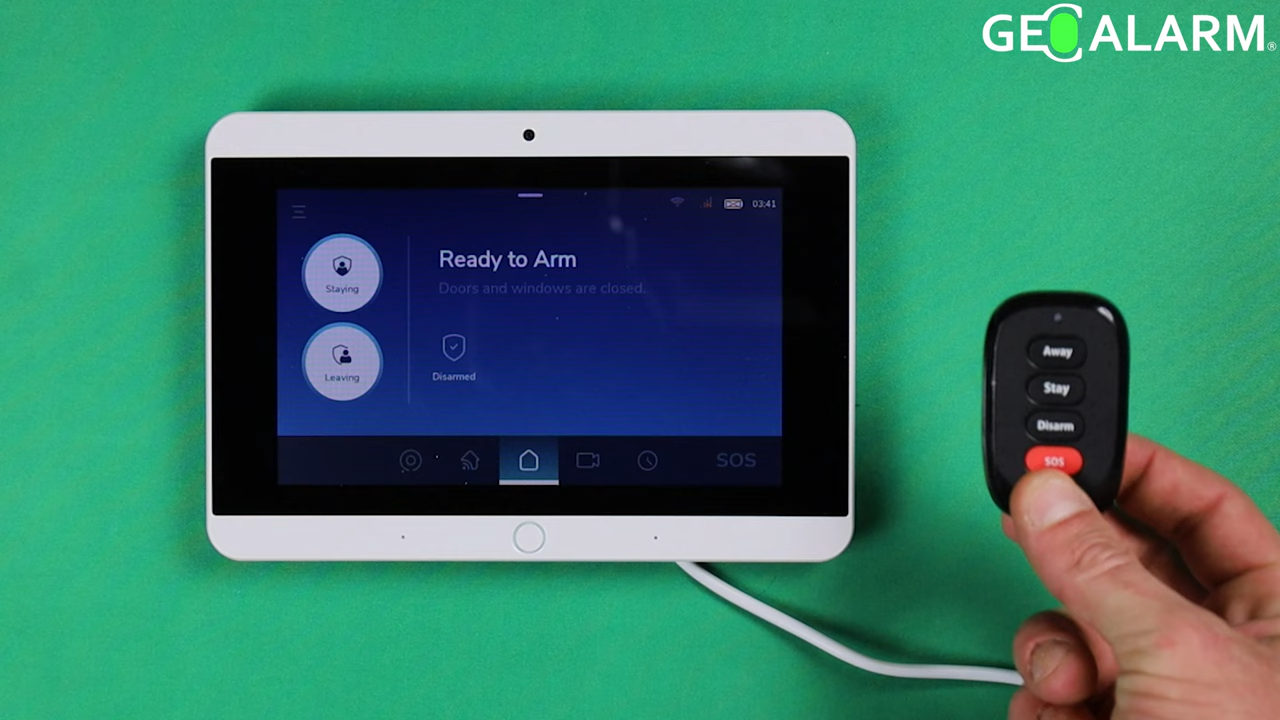 GEOALARM®
03:41
Ready to Arm
Doors and windows are closed.
Staying
Leaving
Disarmed
SOS
Away
Stay
Disarm
SOS